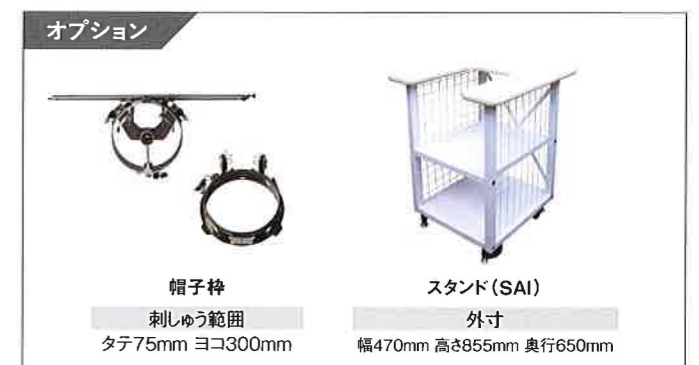 オプション
帽子枠
刺しゅう範囲
タテ75mm ヨコ300mm
スタンド(SAI)
外寸
幅470mm 高さ855mm 奥行650mm